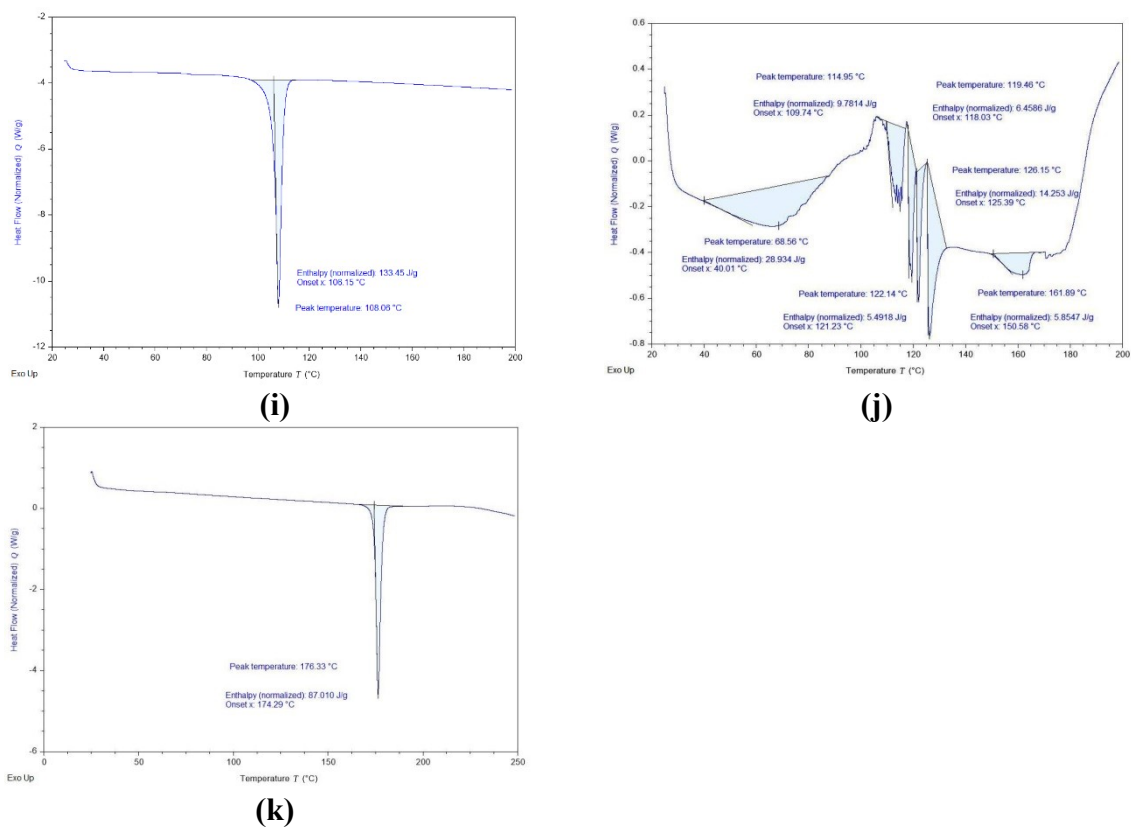 -2
-4
-6
-8
-10
-12
Heat Flow (Normalized) Q (W/g)
Enthalpy (normalized): 133.45 J/g
Onset x: 106.15 °C
Peak temperature: 108.06 °C
20 40 60 80 100 120 140 160 180 200
Exo Up
Temperature T (°C)
(i)
0.6
0.4
0.2
0.0
-0.2
-0.4
-0.6
-0.8
Heat Flow (Normalized) Q (W/g)
Peak temperature: 114.95 °C
Enthalpy (normalized): 9.7814 J/g
Onset x: 109.74 °C
Peak temperature: 119.46 °C
Enthalpy (normalized): 6.4586 J/g
Onset x: 118.03 °C
Peak temperature: 126.15 °C
Enthalpy (normalized): 14.253 J/g
Onset x: 125.39 °C
Peak temperature: 68.56 °C
Enthalpy (normalized): 28.934 J/g
Onset x: 40.01 °C
Peak temperature: 122.14 °C
Enthalpy (normalized): 5.4918 J/g
Onset x: 121.23 °C
Peak temperature: 161.89 °C
Enthalpy (normalized): 5.8547 J/g
Onset x: 150.58 °C
20 40 60 80 100 120 140 160 180 200
Exo Up
Temperature T (°C)
(j)
2
0
-2
-4
-6
Heat Flow (Normalized) Q (W/g)
Peak temperature: 176.33 °C
Enthalpy (normalized): 87.010 J/g
Onset x: 174.29 °C
0 50 100 150 200 250
Exo Up
Temperature T (°C)
(k)